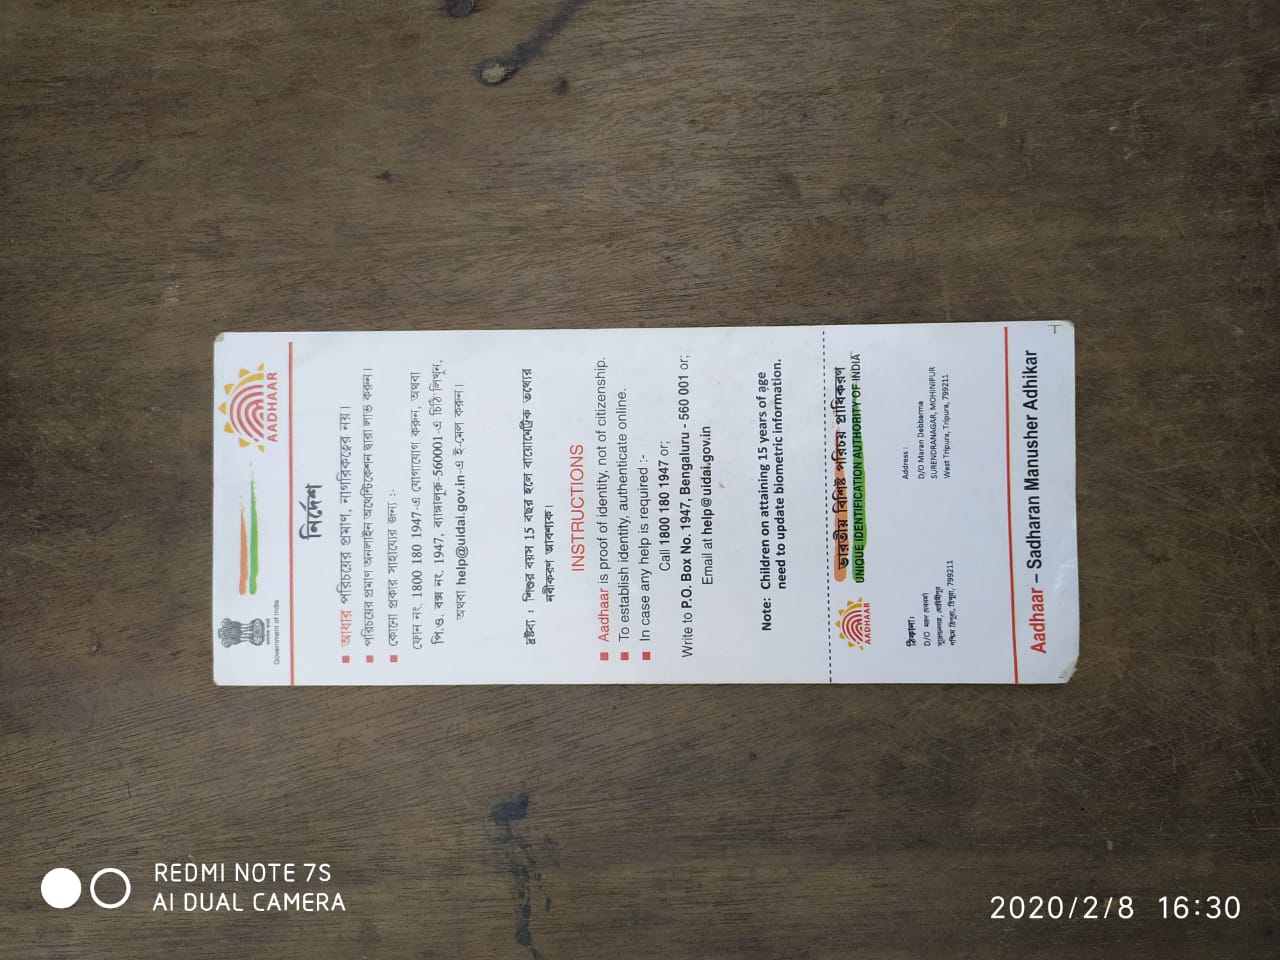 Government of India
AADHAAR
নির্দেশ
আধার পরিচয়ের প্রমাণ, নাগরিকত্বের নয়।
পরিচয়ের প্রমাণ অনলাইন অথেন্টিকেশন দ্বারা লাভ করুন।
কোনো প্রকার সাহায্যের জন্য :-
ফোন নং. 1800 180 1947-এ যোগাযোগ করুন, অথবা
পি.ও. বক্স নং. 1947, ব্যাঙ্গালুরু-560001-এ চিঠি লিখুন,
অথবা help@uidai.gov.in-এ ই-মেল করুন।
দ্রষ্টব্য : শিশুর বয়স 15 বছর হলে বায়োমেট্রিক তথ্যের
নবীকরণ আবশ্যক।
INSTRUCTIONS
Aadhaar is proof of identity, not of citizenship.
To establish identity, authenticate online.
In case any help is required :-
Call 1800 180 1947 or;
Write to P.O. Box No. 1947, Bengaluru - 560 001 or;
Email at help@uidai.gov.in
Note: Children on attaining 15 years of age
need to update biometric information.
ভারতীয় বিশিষ্ট পরিচয় প্রাধিকরণ
UNIQUE IDENTIFICATION AUTHORITY OF INDIA
AADHAAR
ঠিকানা:
D/O
পশ্চিম ত্রিপুরা, ত্রিপুরা, 799211
Address :
D/O Maran Debbarma
SURENDRANAGAR, MOHINIPUR
West Tripura, Tripura, 799211
Aadhaar – Sadharan Manusher Adhikar
REDMI NOTE 7S
AI DUAL CAMERA
2020/2/8 16:30